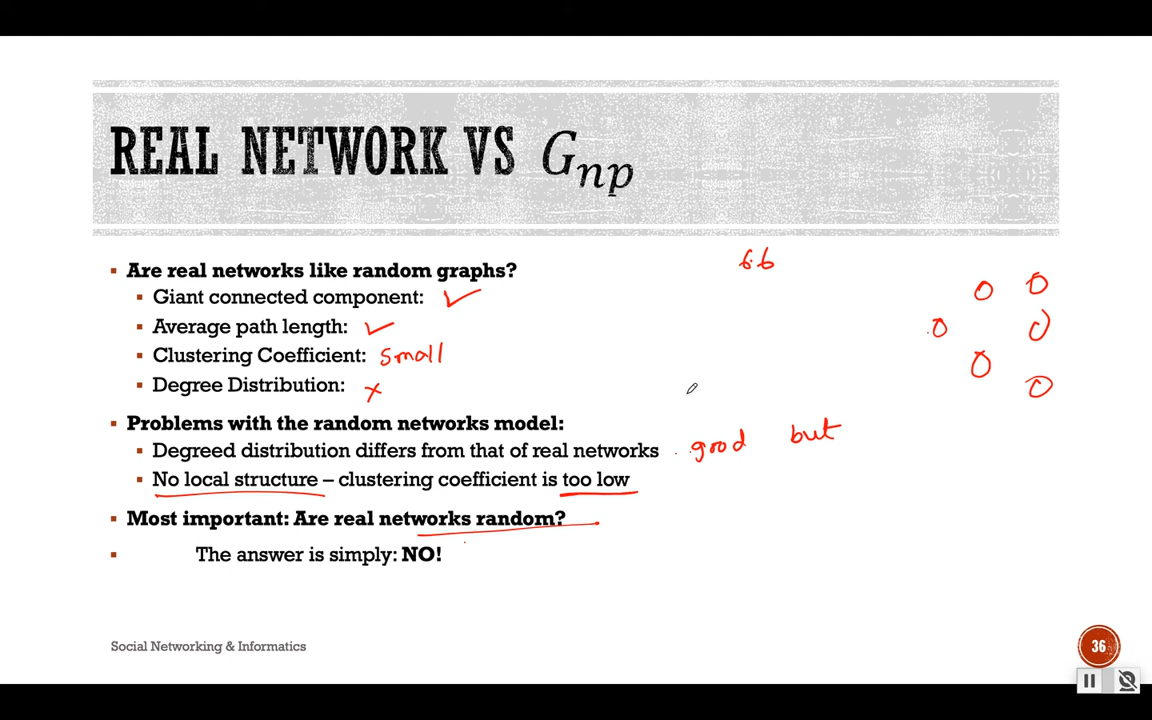 REAL NETWORK VS Gnp
6.6
Are real networks like random graphs?
Giant connected component:
Average path length:
Clustering Coefficient: small
Degree Distribution: x
Problems with the random networks model:
Degreed distribution differs from that of real networks good but
No local structure – clustering coefficient is too low
Most important: Are real networks random?
The answer is simply: NO!
Social Networking & Informatics
36